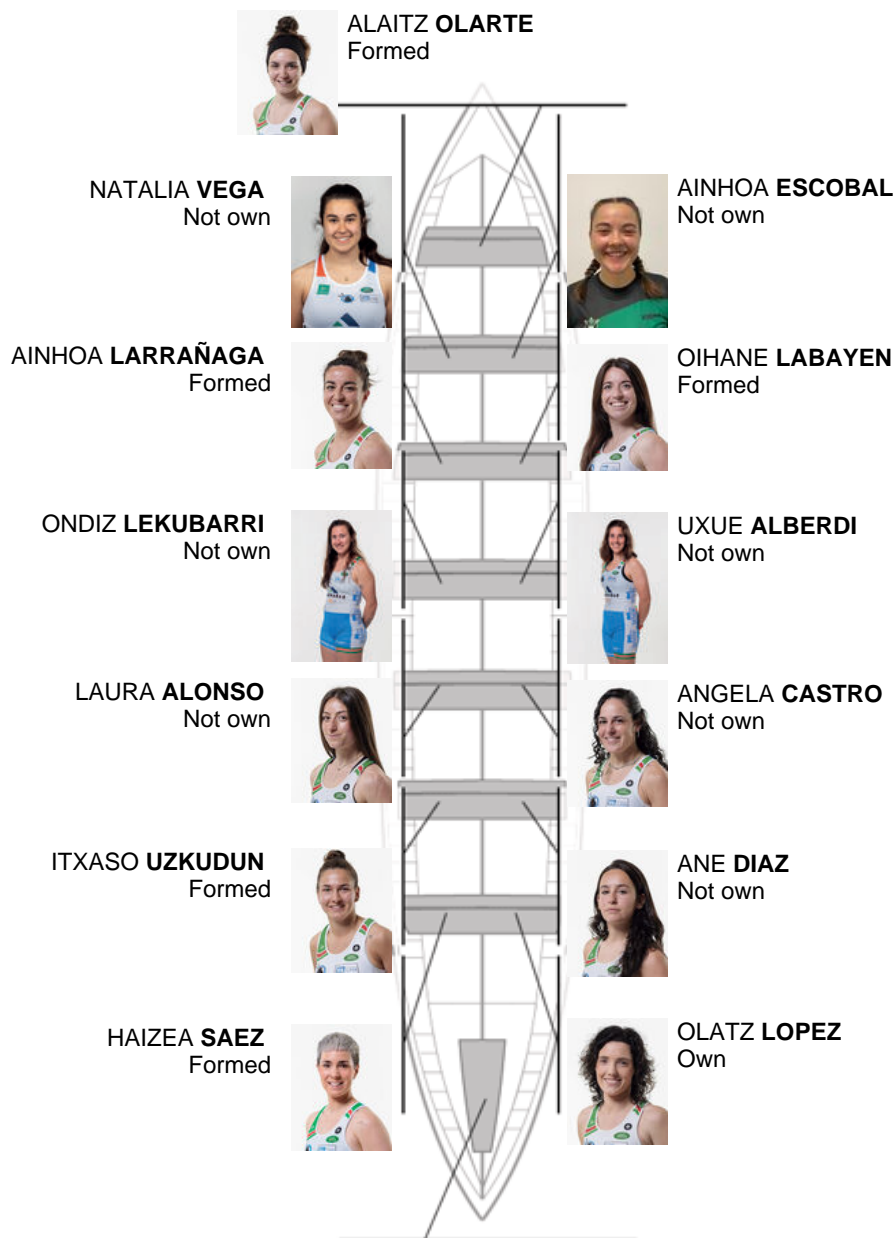 ALAITZ OLARTE
Formed
NATALIA VEGA
Not own
AINHOA ESCOBAL
Not own
AINHOA LARRAÑAGA
Formed
OIHANE LABAYEN
Formed
ONDIZ LEKUBARRI
Not own
UXUE ALBERDI
Not own
LAURA ALONSO
Not own
ANGELA CASTRO
Not own
ITXASO UZKUDUN
Formed
ANE DIAZ
Not own
HAIZEA SAEZ
Formed
OLATZ LOPEZ
Own